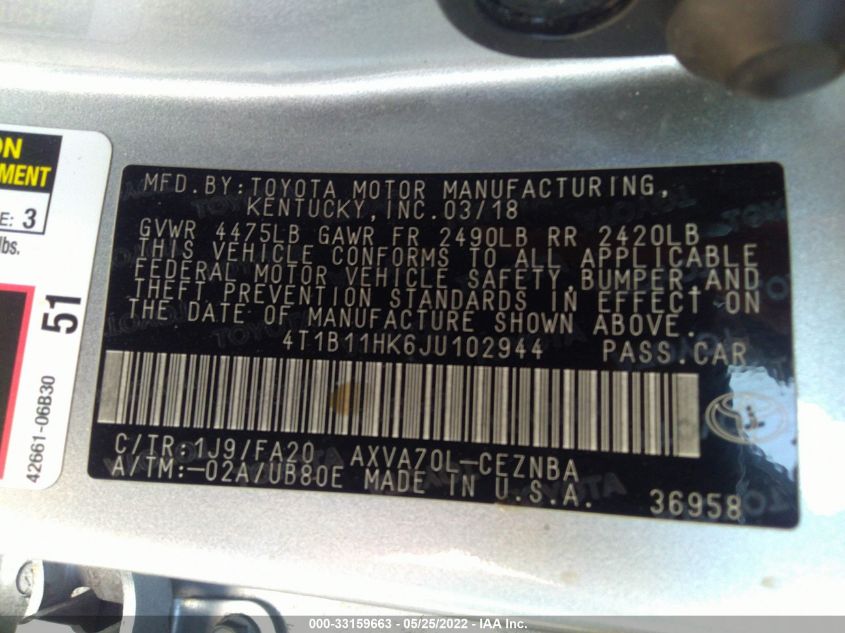 ON
EMENT
E: 3
lbs.
51
42661-06B30
MFD.BY:TOYOTA MOTOR MANUFACTURING,
KENTUCKY,INC.03/18
GVWR 4475LB GAWR FR 2490LB RR 2420LB
THIS VEHICLE CONFORMS TO ALL APPLICABLE
FEDERAL MOTOR VEHICLE SAFETY,BUMPER,AND
THEFT PREVENTION STANDARDS IN EFFECT ON
THE DATE OF MANUFACTURE SHOWN ABOVE.
4T1B11HK6JU102944 PASS.CAR
C/TR:1J9/FA20 AXVA70L-CEZNBA
A/TM:-02A/UB80E MADE IN U.S.A. 36958
000-33159663 - 05/25/2022 - IAA Inc.